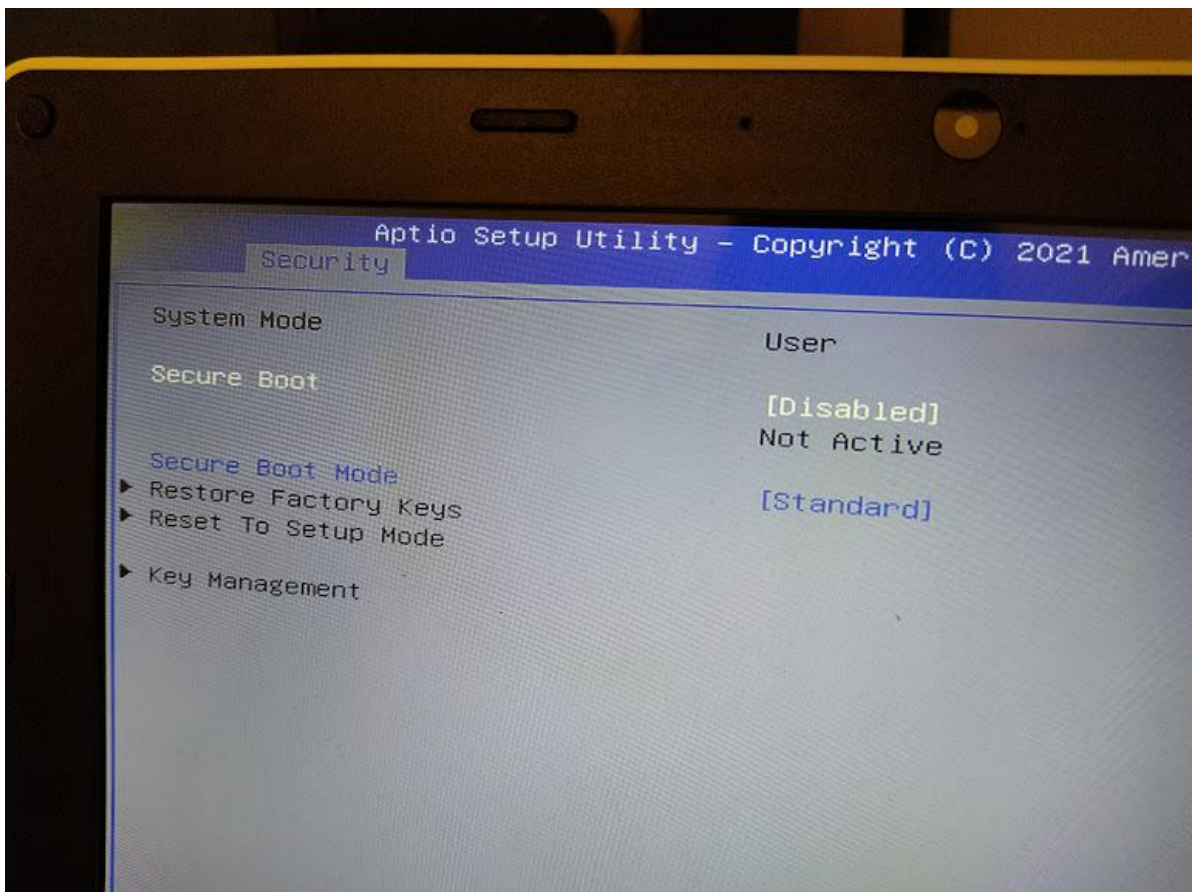 Aptio Setup Utility – Copyright (C) 2021 Amer
Security
System Mode User
Secure Boot [Disabled]
Not Active
Secure Boot Mode [Standard]
► Restore Factory Keys
► Reset To Setup Mode
► Key Management